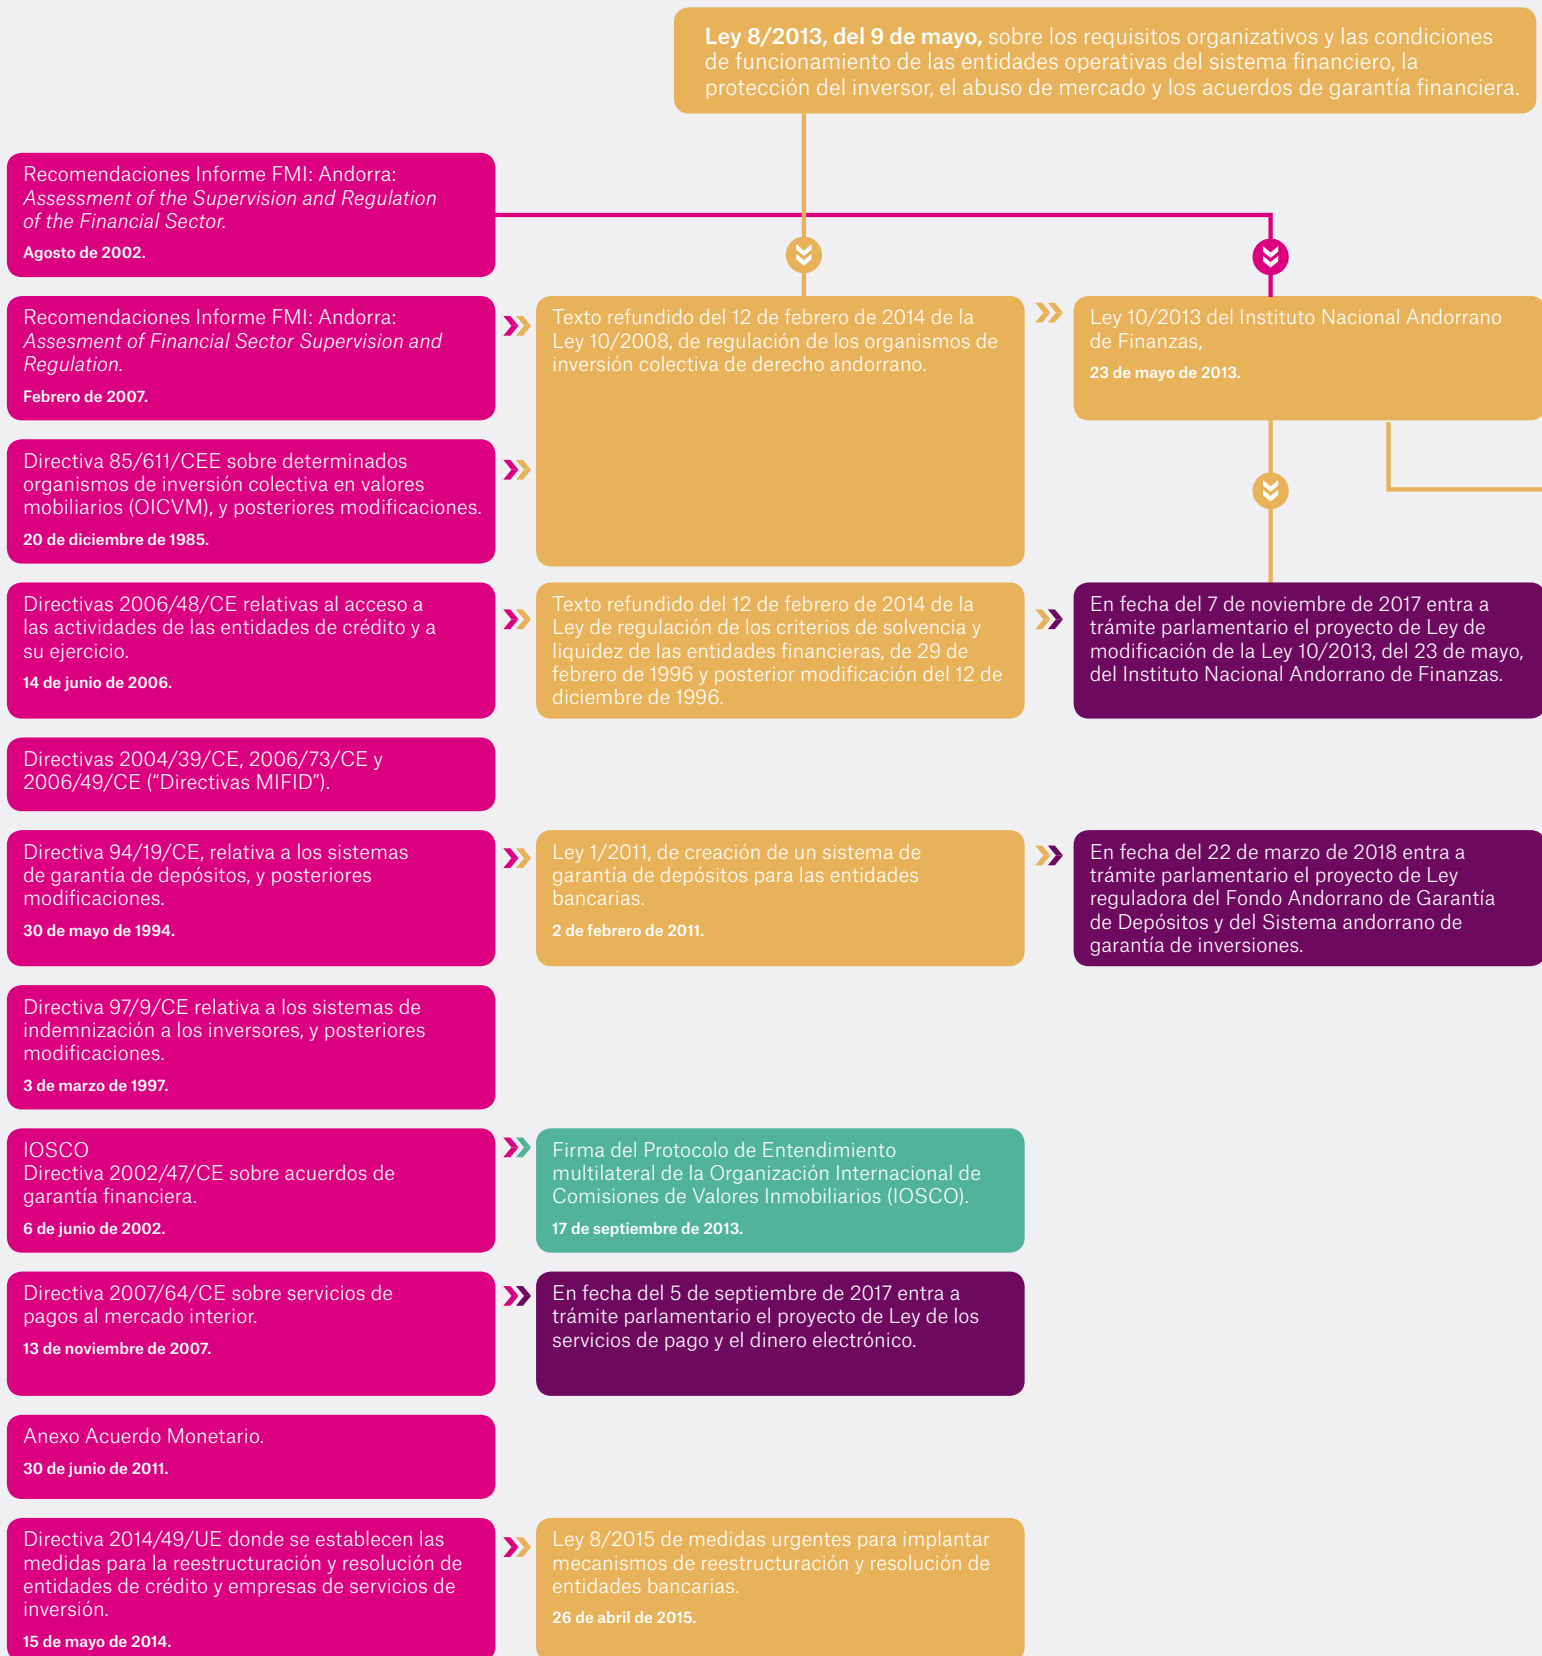 Ley 8/2013, del 9 de mayo, sobre los requisitos organizativos y las condiciones
de funcionamiento de las entidades operativas del sistema financiero, la
protección del inversor, el abuso de mercado y los acuerdos de garantía financiera.
Recomendaciones Informe FMI: Andorra:
Assessment of the Supervision and Regulation
of the Financial Sector.
Agosto de 2002.
Recomendaciones Informe FMI: Andorra:
Assesment of Financial Sector Supervision and
Regulation.
Febrero de 2007.
Texto refundido del 12 de febrero de 2014 de la
Ley 10/2008, de regulación de los organismos de
inversión colectiva de derecho andorrano.
Ley 10/2013 del Instituto Nacional Andorrano
de Finanzas,
23 de mayo de 2013.
Directiva 85/611/CEE sobre determinados
organismos de inversión colectiva en valores
mobiliarios (OICVM), y posteriores modificaciones.
20 de diciembre de 1985.
Directivas 2006/48/CE relativas al acceso a
las actividades de las entidades de crédito y a
su ejercicio.
14 de junio de 2006.
Texto refundido del 12 de febrero de 2014 de la
Ley de regulación de los criterios de solvencia y
liquidez de las entidades financieras, de 29 de
febrero de 1996 y posterior modificación del 12 de
diciembre de 1996.
En fecha del 7 de noviembre de 2017 entra a
trámite parlamentario el proyecto de Ley de
modificación de la Ley 10/2013, del 23 de mayo,
del Instituto Nacional Andorrano de Finanzas.
Directivas 2004/39/CE, 2006/73/CE y
2006/49/CE (“Directivas MIFID”).
Directiva 94/19/CE, relativa a los sistemas
de garantía de depósitos, y posteriores
modificaciones.
30 de mayo de 1994.
Ley 1/2011, de creación de un sistema de
garantía de depósitos para las entidades
bancarias.
2 de febrero de 2011.
En fecha del 22 de marzo de 2018 entra a
trámite parlamentario el proyecto de Ley
reguladora del Fondo Andorrano de Garantía
de Depósitos y del Sistema andorrano de
garantía de inversiones.
Directiva 97/9/CE relativa a los sistemas de
indemnización a los inversores, y posteriores
modificaciones.
3 de marzo de 1997.
IOSCO
Directiva 2002/47/CE sobre acuerdos de
garantía financiera.
6 de junio de 2002.
Firma del Protocolo de Entendimiento
multilateral de la Organización Internacional de
Comisiones de Valores Inmobiliarios (IOSCO).
17 de septiembre de 2013.
Directiva 2007/64/CE sobre servicios de
pagos al mercado interior.
13 de noviembre de 2007.
En fecha del 5 de septiembre de 2017 entra a
trámite parlamentario el proyecto de Ley de los
servicios de pago y el dinero electrónico.
Anexo Acuerdo Monetario.
30 de junio de 2011.
Directiva 2014/49/UE donde se establecen las
medidas para la reestructuración y resolución de
entidades de crédito y empresas de servicios de
inversión.
15 de mayo de 2014.
Ley 8/2015 de medidas urgentes para implantar
mecanismos de reestructuración y resolución de
entidades bancarias.
26 de abril de 2015.